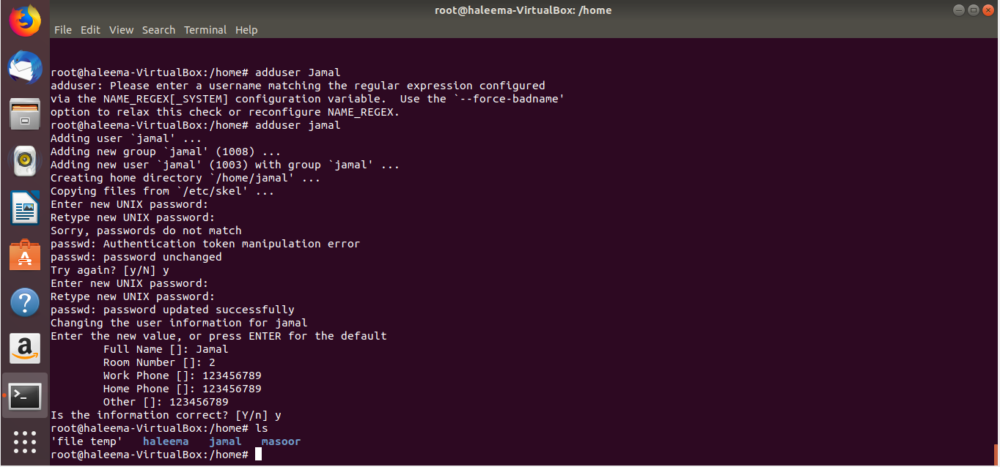 root@haleema-VirtualBox: /home
File Edit View Search Terminal Help
root@haleema-VirtualBox:/home# adduser Jamal
adduser: Please enter a username matching the regular expression configured
via the NAME_REGEX[_SYSTEM] configuration variable.  Use the `--force-badname'
option to relax this check or reconfigure NAME_REGEX.
root@haleema-VirtualBox:/home# adduser jamal
Adding user `jamal' ...
Adding new group `jamal' (1008) ...
Adding new user `jamal' (1003) with group `jamal' ...
Creating home directory `/home/jamal' ...
Copying files from `/etc/skel' ...
Enter new UNIX password:
Retype new UNIX password:
Sorry, passwords do not match
passwd: Authentication token manipulation error
passwd: password unchanged
Try again? [y/N] y
Enter new UNIX password:
Retype new UNIX password:
passwd: password updated successfully
Changing the user information for jamal
Enter the new value, or press ENTER for the default
        Full Name []: Jamal
        Room Number []: 2
        Work Phone []: 123456789
        Home Phone []: 123456789
        Other []: 123456789
Is the information correct? [Y/n] y
root@haleema-VirtualBox:/home# ls
'file temp'   haleema   jamal   masoor
root@haleema-VirtualBox:/home#